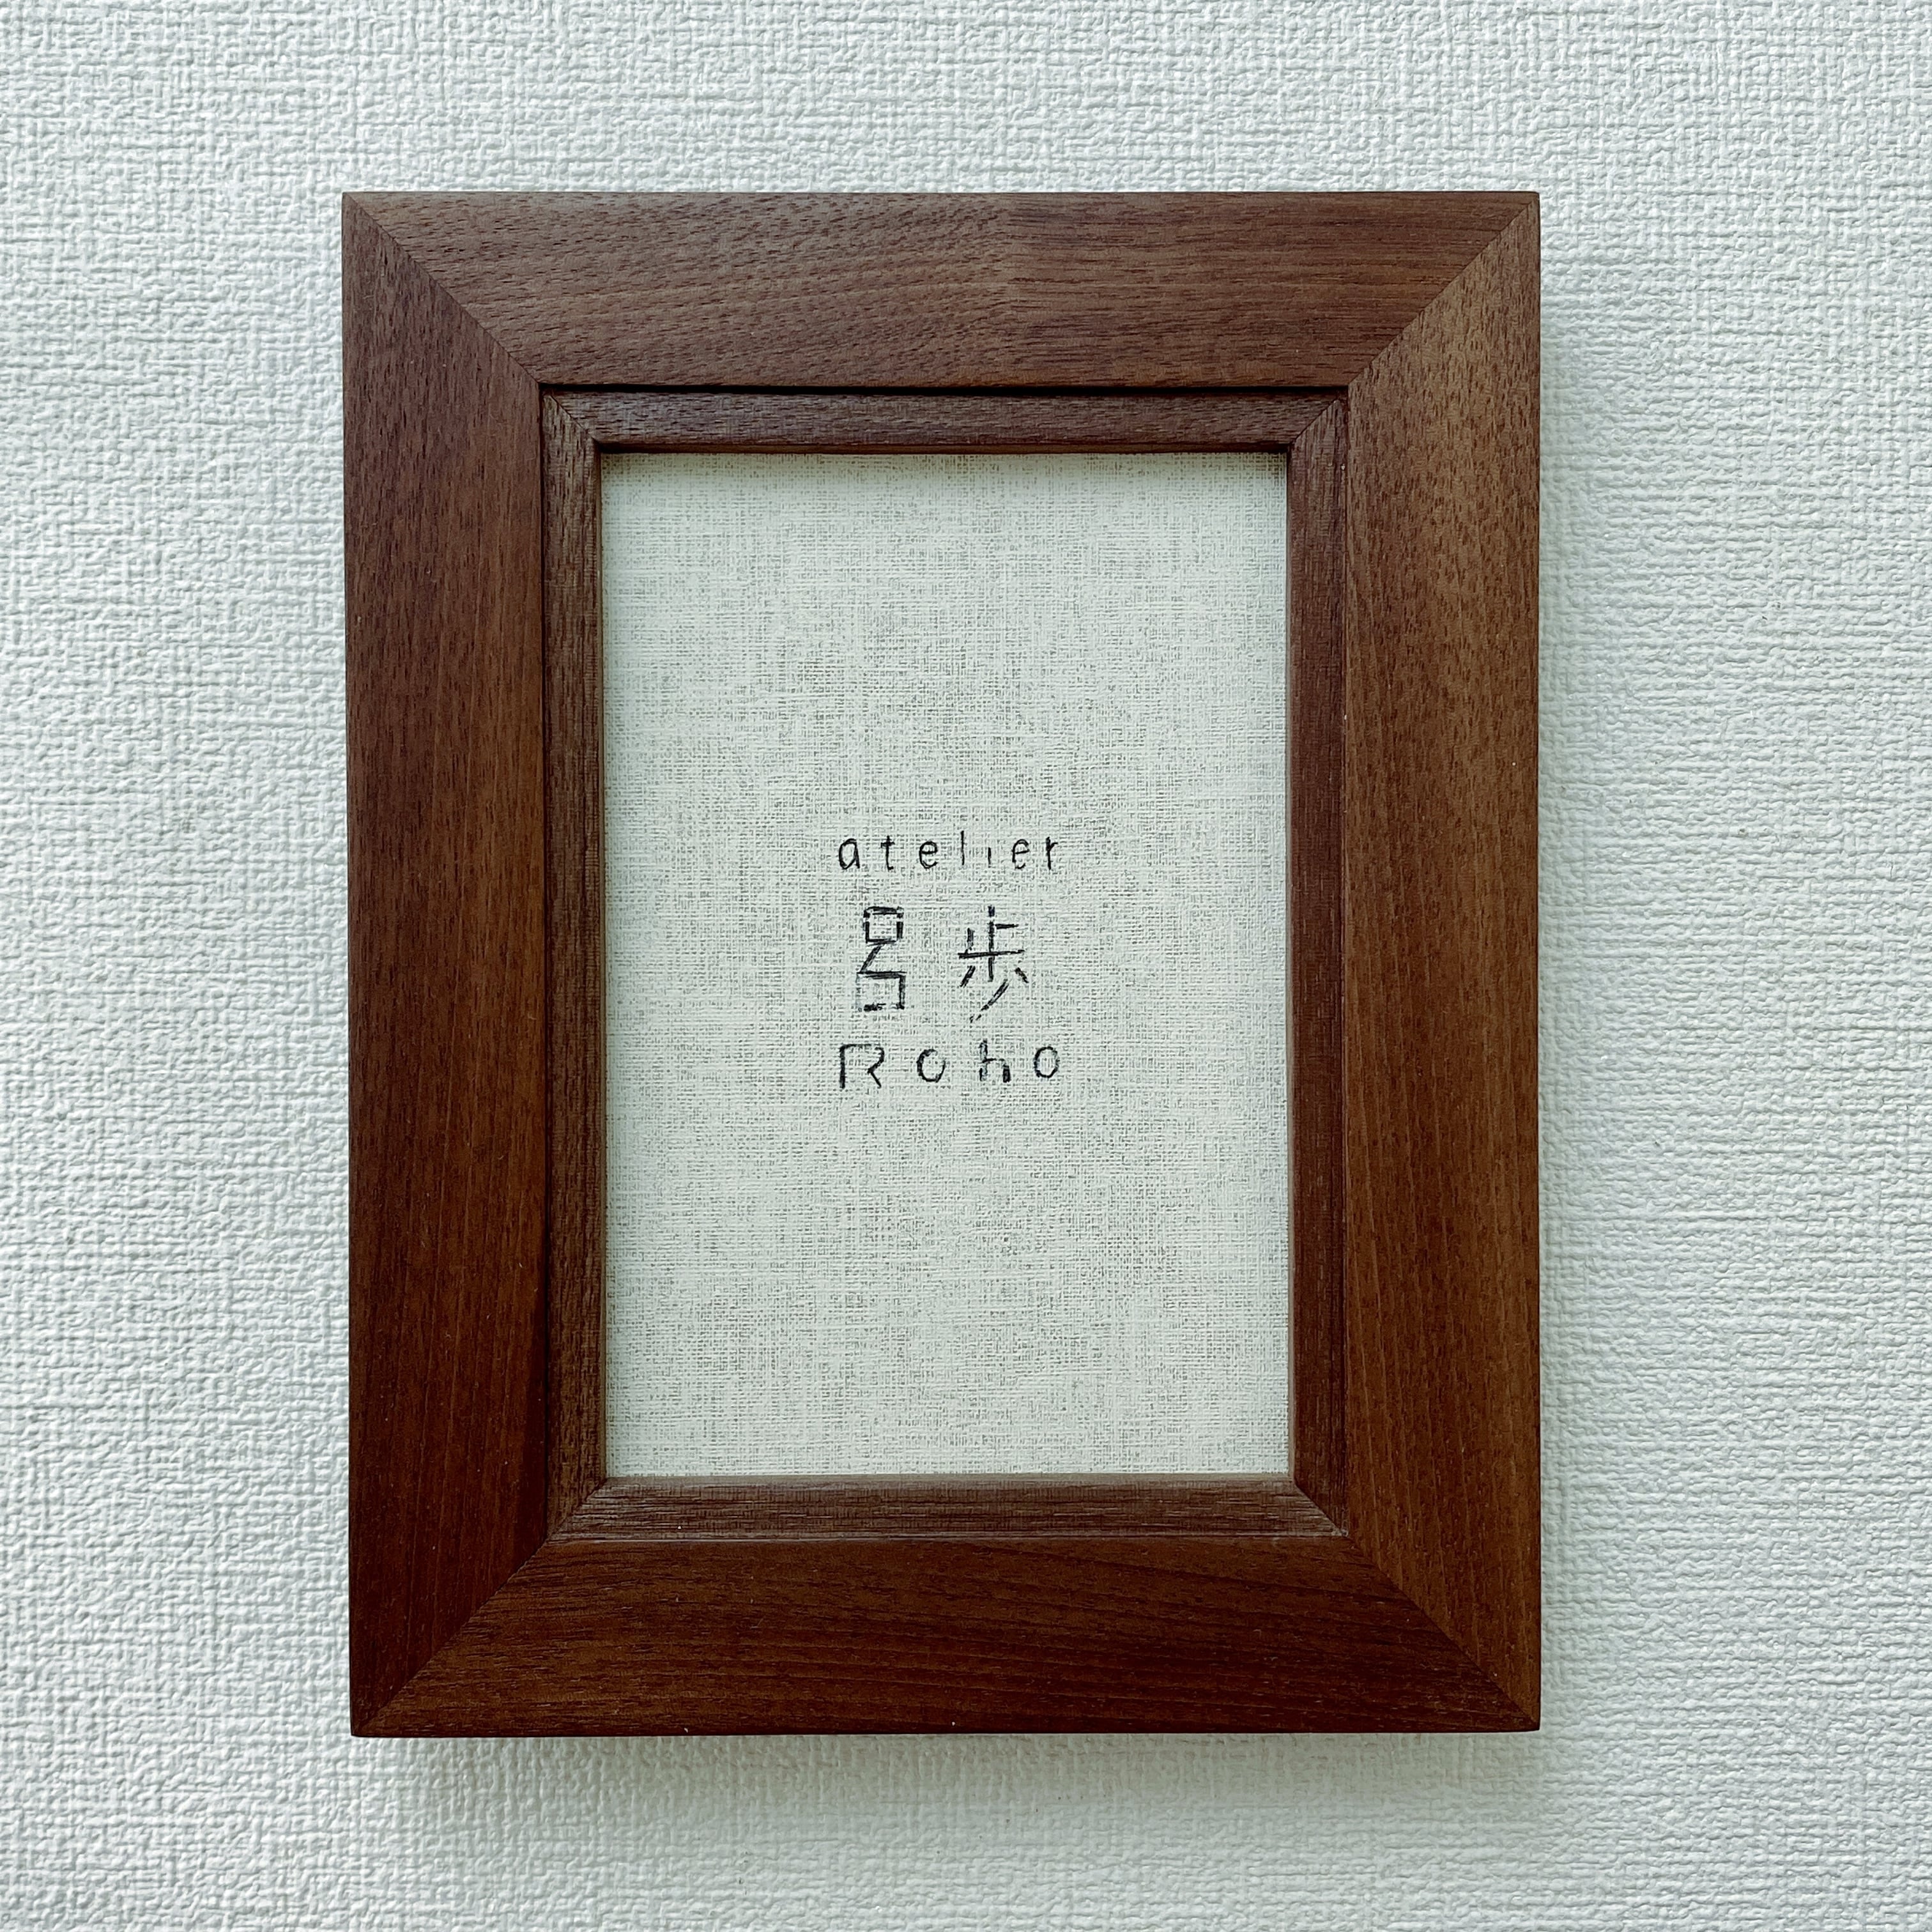 atelier
呂歩
Roho